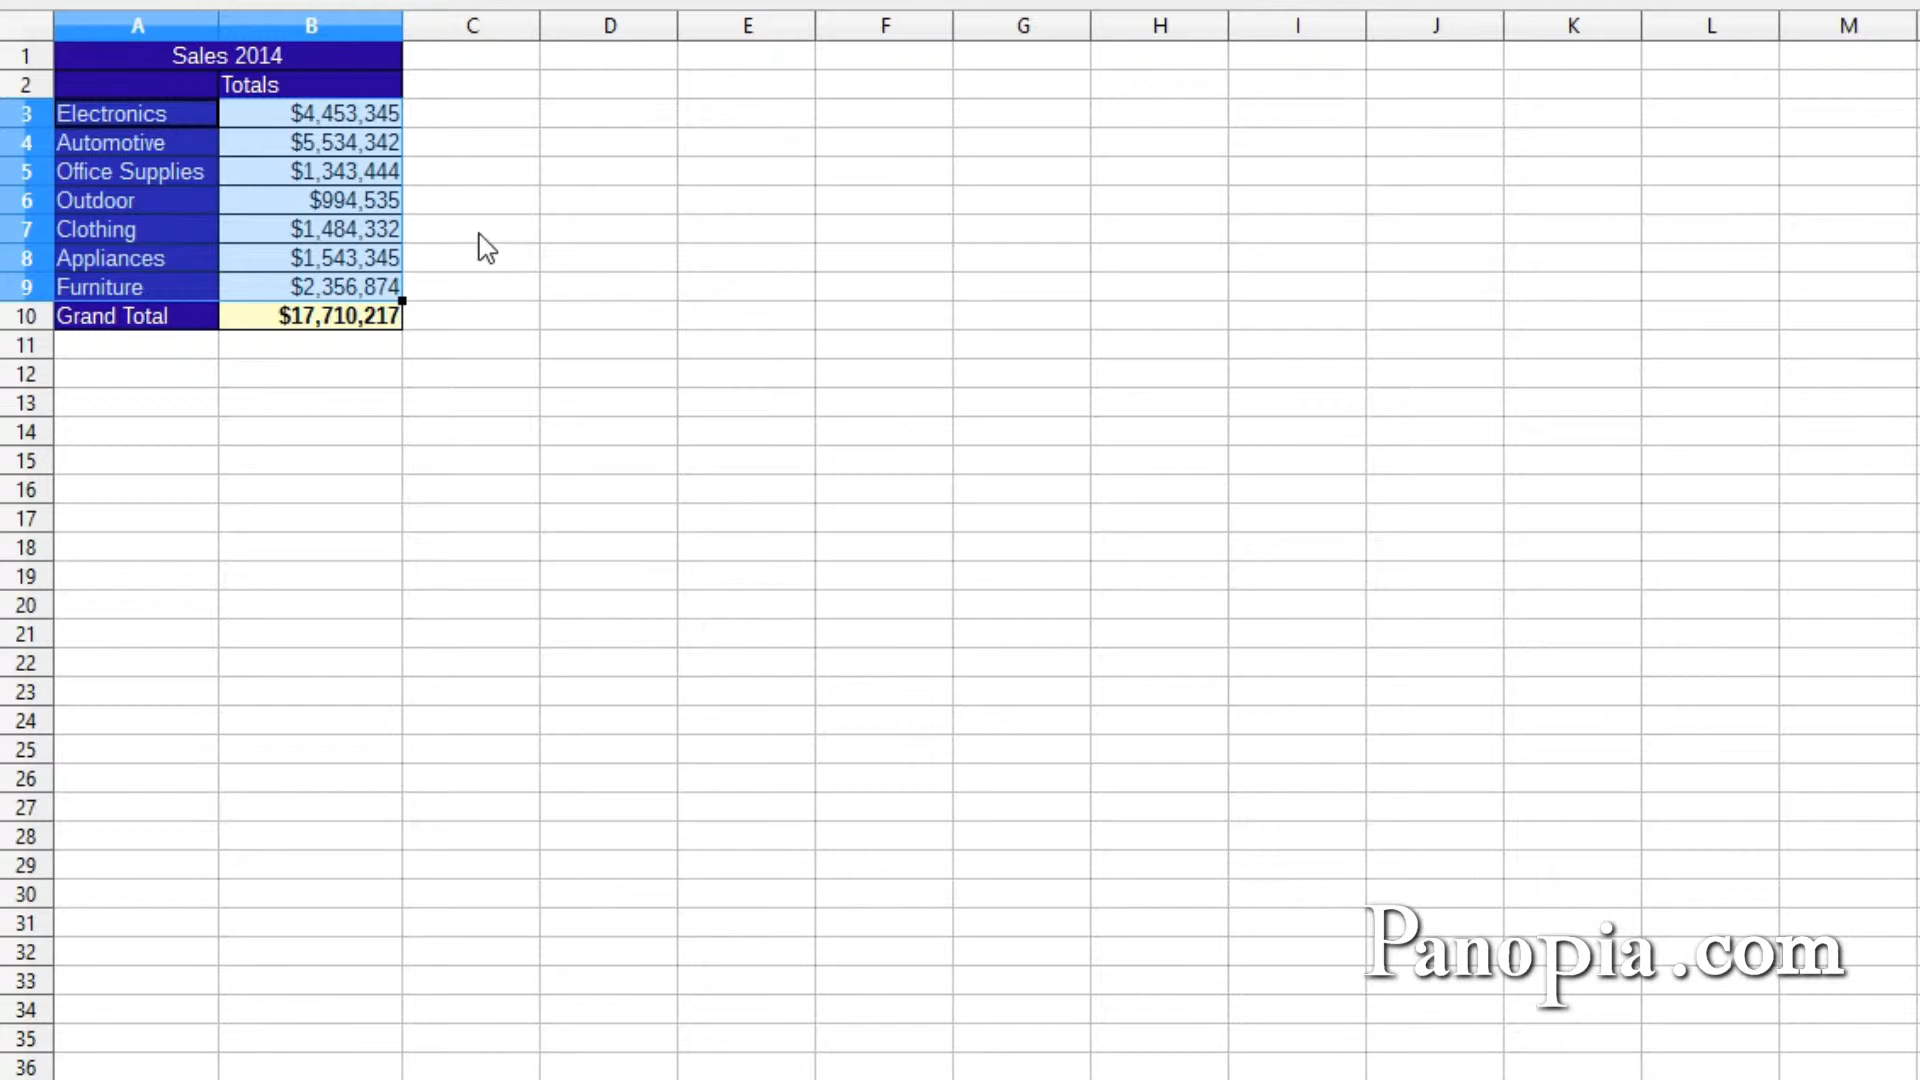 A B C D E F G H I J K L M
1 Sales 2014
2 Totals
3 Electronics $4,453,345
4 Automotive $5,534,342
5 Office Supplies $1,343,444
6 Outdoor $994,535
7 Clothing $1,484,332
8 Appliances $1,543,345
9 Furniture $2,356,874
10 Grand Total $17,710,217
11
12
13
14
15
16
17
18
19
20
21
22
23
24
25
26
27
28
29
30
31
32
33
34
35
36
Panopia.com